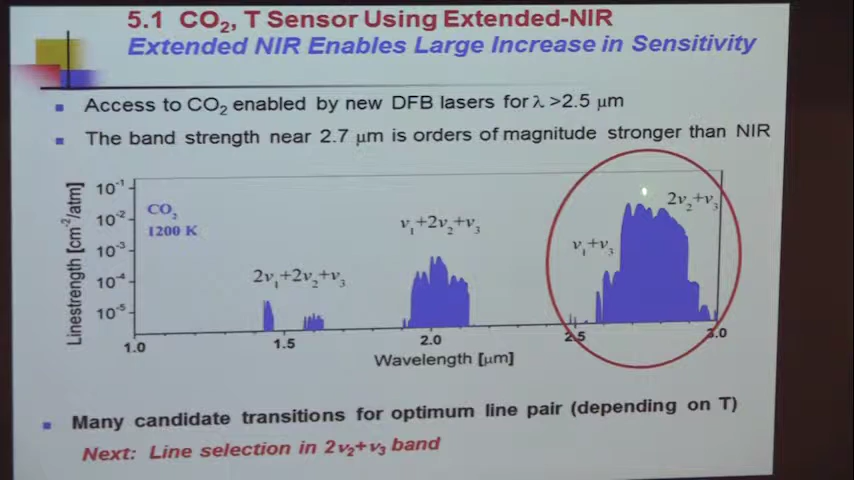 5.1 CO₂, T Sensor Using Extended-NIR
Extended NIR Enables Large Increase in Sensitivity
Access to CO₂ enabled by new DFB lasers for λ >2.5 μm
The band strength near 2.7 μm is orders of magnitude stronger than NIR
10⁻¹
10⁻²
10⁻³
10⁻⁴
10⁻⁵
Linestrength [cm⁻²/atm]
CO₂
1200 K
2ν₁+2ν₂+ν₃
ν₁+2ν₂+ν₃
ν₁+ν₃
2ν₂+ν₃
1.0 1.5 2.0 2.5 3.0
Wavelength [μm]
Many candidate transitions for optimum line pair (depending on T)
Next: Line selection in 2ν₂+ν₃ band